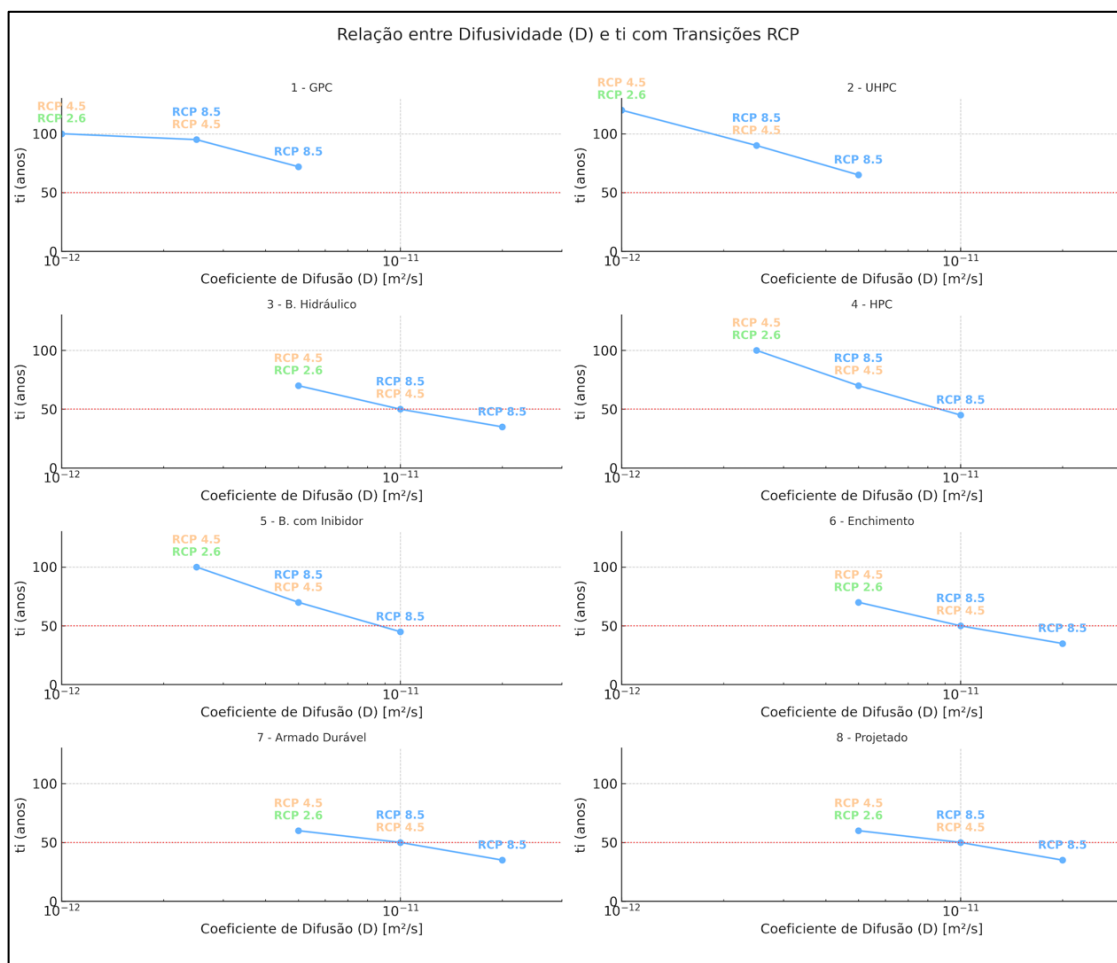 Relação entre Difusividade (D) e ti com Transições RCP
1 - GPC
RCP 4.5
RCP 2.6
RCP 8.5
RCP 4.5
RCP 8.5
100
50
0
ti (anos)
10⁻¹²
10⁻¹¹
Coeficiente de Difusão (D) [m²/s]
2 - UHPC
RCP 4.5
RCP 2.6
RCP 8.5
RCP 4.5
RCP 8.5
100
50
0
ti (anos)
10⁻¹²
10⁻¹¹
Coeficiente de Difusão (D) [m²/s]
3 - B. Hidráulico
RCP 4.5
RCP 2.6
RCP 8.5
RCP 4.5
RCP 8.5
100
50
0
ti (anos)
10⁻¹²
10⁻¹¹
Coeficiente de Difusão (D) [m²/s]
4 - HPC
RCP 4.5
RCP 2.6
RCP 8.5
RCP 4.5
RCP 8.5
100
50
0
ti (anos)
10⁻¹²
10⁻¹¹
Coeficiente de Difusão (D) [m²/s]
5 - B. com Inibidor
RCP 4.5
RCP 2.6
RCP 8.5
RCP 4.5
RCP 8.5
100
50
0
ti (anos)
10⁻¹²
10⁻¹¹
Coeficiente de Difusão (D) [m²/s]
6 - Enchimento
RCP 4.5
RCP 2.6
RCP 8.5
RCP 4.5
RCP 8.5
100
50
0
ti (anos)
10⁻¹²
10⁻¹¹
Coeficiente de Difusão (D) [m²/s]
7 - Armado Durável
RCP 4.5
RCP 2.6
RCP 8.5
RCP 4.5
RCP 8.5
100
50
0
ti (anos)
10⁻¹²
10⁻¹¹
Coeficiente de Difusão (D) [m²/s]
8 - Projetado
RCP 4.5
RCP 2.6
RCP 8.5
RCP 4.5
RCP 8.5
100
50
0
ti (anos)
10⁻¹²
10⁻¹¹
Coeficiente de Difusão (D) [m²/s]